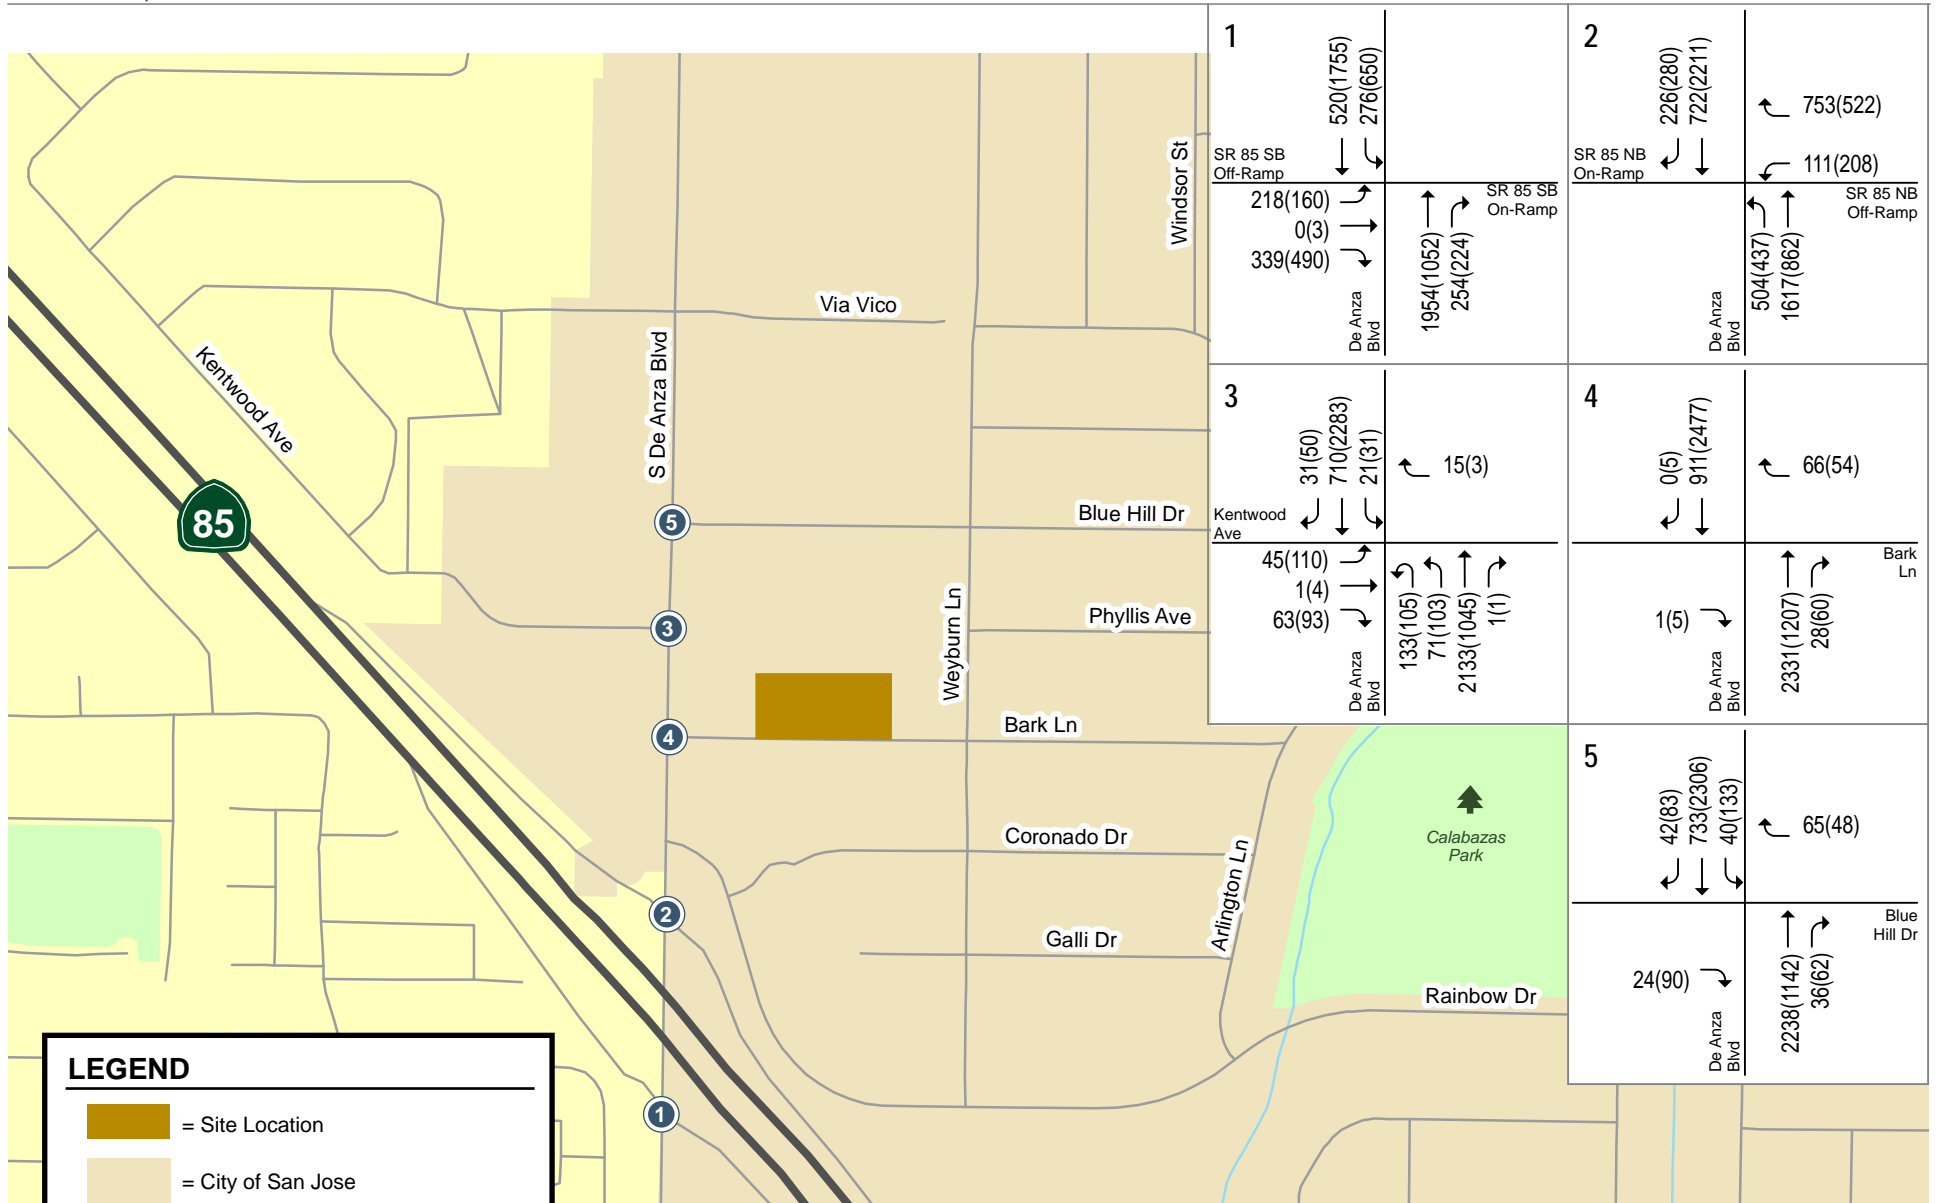 1
520(1755)
276(650)
SR 85 SB
Off-Ramp
218(160)
0(3)
339(490)
SR 85 SB
On-Ramp
1954(1052)
254(224)
De Anza
Blvd
2
226(280)
722(2211)
753(522)
111(208)
SR 85 NB
On-Ramp
SR 85 NB
Off-Ramp
504(437)
1617(862)
De Anza
Blvd
3
31(50)
710(2283)
21(31)
15(3)
Kentwood
Ave
45(110)
1(4)
63(93)
133(105)
71(103)
2133(1045)
1(1)
De Anza
Blvd
4
0(5)
911(2477)
66(54)
Bark
Ln
1(5)
2331(1207)
28(60)
De Anza
Blvd
5
42(83)
733(2306)
40(133)
65(48)
Blue
Hill Dr
24(90)
2238(1142)
36(62)
De Anza
Blvd
Windsor St
Via Vico
Kentwood Ave
S De Anza Blvd
85
5
Blue Hill Dr
3
Weyburn Ln
Phyllis Ave
4
Bark Ln
Coronado Dr
Calabazas
Park
Arlington Ln
2
Galli Dr
Rainbow Dr
1
LEGEND
= Site Location
= City of San Jose